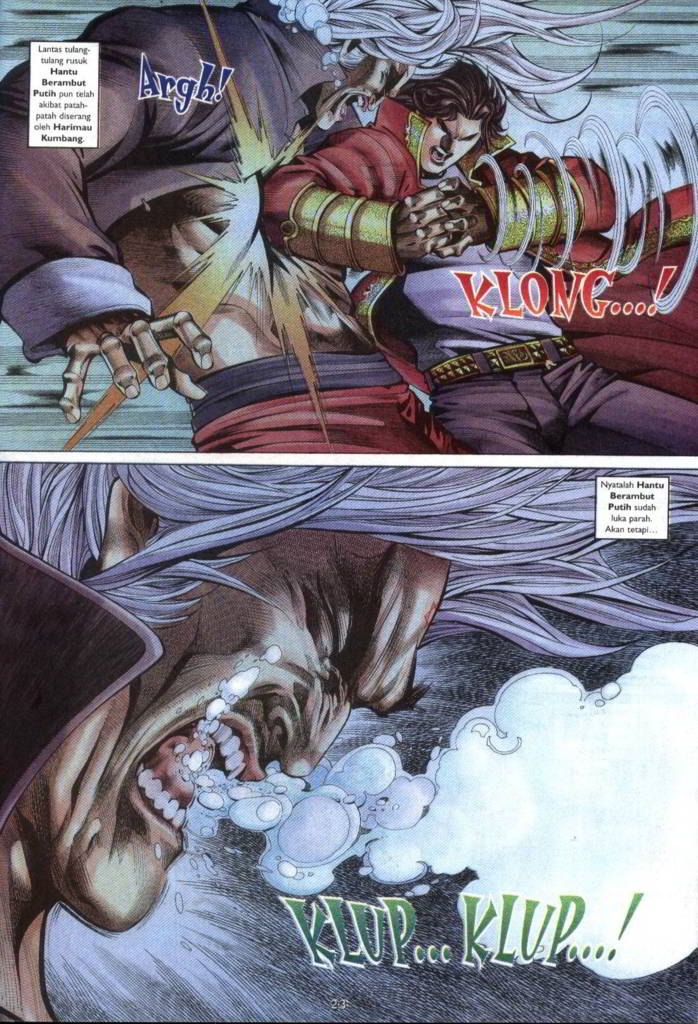 Lantas tulang-
tulang rusuk
Hantu
Berambut
Putih pun telah
akibat patah-
patah diserang
oleh Harimau
Kumbang.
Argh!
KLONG....!
Nyatalah Hantu
Berambut
Putih sudah
luka parah.
Akan tetapi...
KLUP... KLUP....!
23